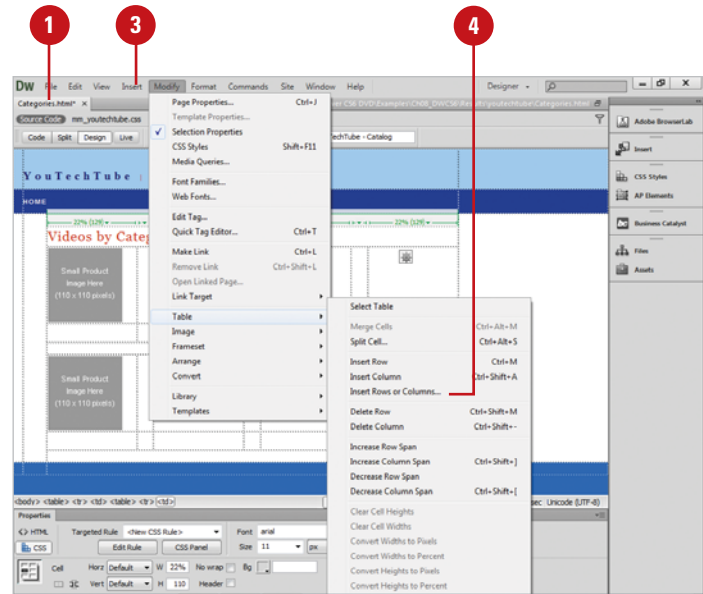 1
3
4
DW File Edit View Insert Modify Format Commands Site Window Help Designer
Categories.html* ×
Source Code mm_youtechtube.css
Code Split Design Live
YouTechTube
HOME
22% (129)
22% (129)
Videos by Categ
Small Product
Image Here
(110 x 110 pixels)
Small Product
Image Here
(110 x 110 pixels)
Page Properties... Ctrl+J
Template Properties...
✓ Selection Properties
CSS Styles Shift+F11
Media Queries...
Font Families...
Web Fonts...
Edit Tag...
Quick Tag Editor... Ctrl+T
Make Link Ctrl+L
Remove Link Ctrl+Shift+L
Open Linked Page...
Link Target
Table
Image
Frameset
Arrange
Convert
Library
Templates
echTube - Catalog
Select Table
Merge Cells Ctrl+Alt+M
Split Cell... Ctrl+Alt+S
Insert Row Ctrl+M
Insert Column Ctrl+Shift+A
Insert Rows or Columns...
Delete Row Ctrl+Shift+M
Delete Column Ctrl+Shift+-
Increase Row Span
Increase Column Span Ctrl+Shift+]
Decrease Row Span
Decrease Column Span Ctrl+Shift+[
Clear Cell Heights
Clear Cell Widths
Convert Widths to Pixels
Convert Widths to Percent
Convert Heights to Pixels
Convert Heights to Percent
Adobe BrowserLab
Insert
CSS Styles
AP Elements
Business Catalyst
Files
Assets
<body> <table> <tr> <td> <table> <tr> <td>
sec Unicode (UTF-8)
Properties
<> HTML Targeted Rule <New CSS Rule> Font arial
CSS Edit Rule CSS Panel Size 11 px
Cell Horz Default W 22% No wrap Bg
Vert Default H 110 Header